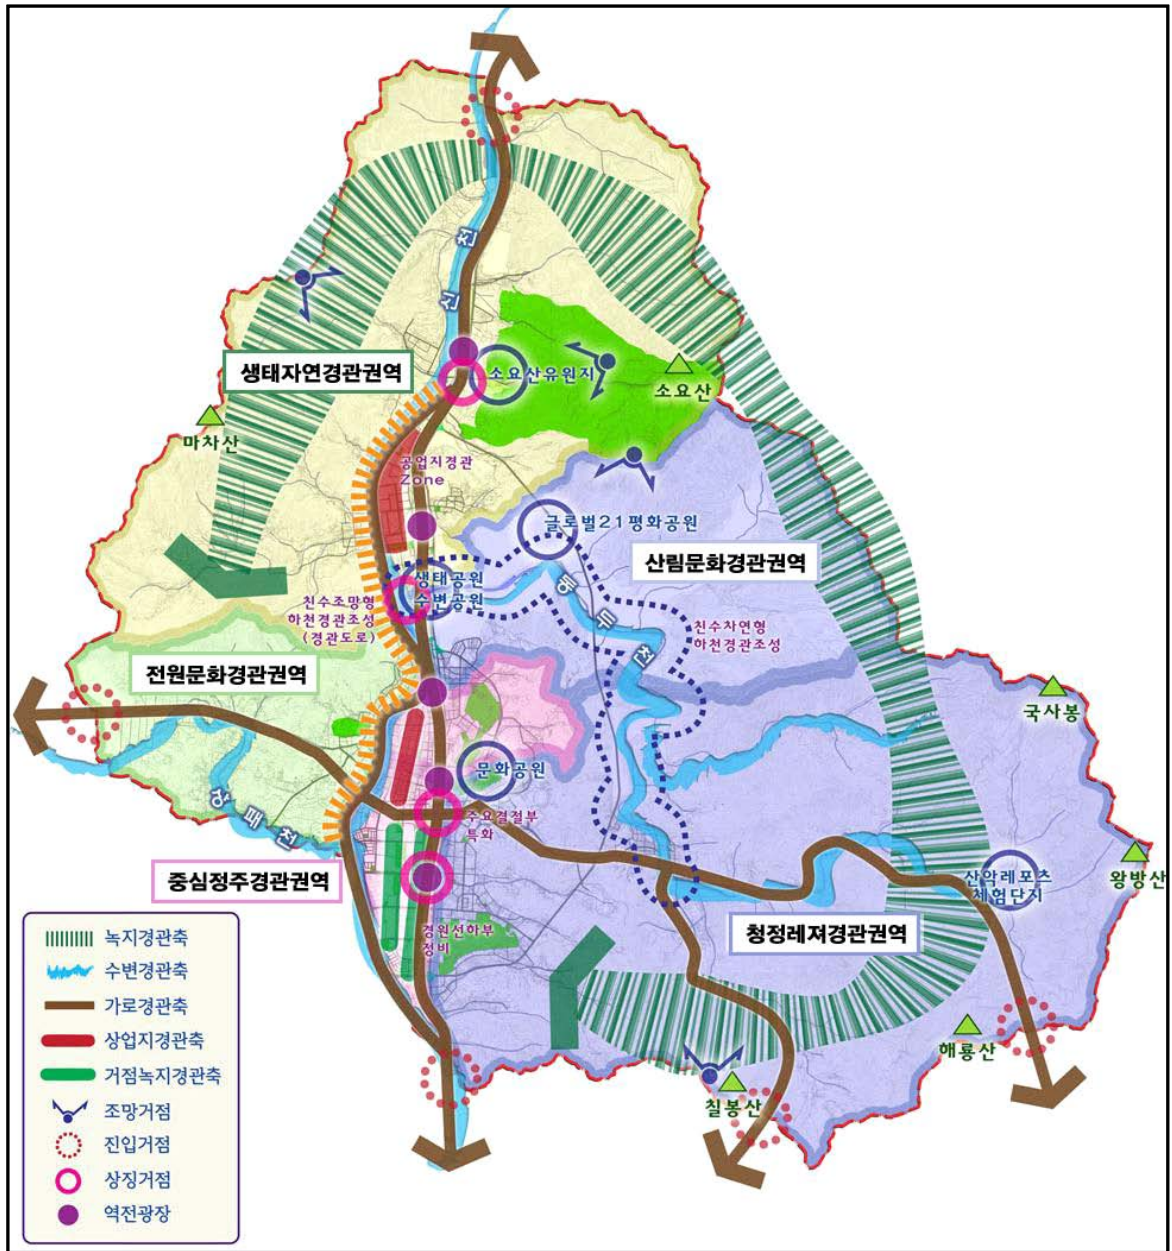 신천
생태자연경관권역
소요산유원지
소요산
마차산
공업지경관
Zone
글로벌21평화공원
산림문화경관권역
생태공원
수변공원
친수조망형
하천경관조성
(경관도로)
동두천
친수차연형
하천경관조성
전원문화경관권역
국사봉
문화공원
상패천
주요결절부
특화
중심정주경관권역
산악레포츠
체험단지
왕방산
경원선하부
정비
청정레져경관권역
해룡산
칠봉산
녹지경관축
수변경관축
가로경관축
상업지경관축
거점녹지경관축
조망거점
진입거점
상징거점
역전광장